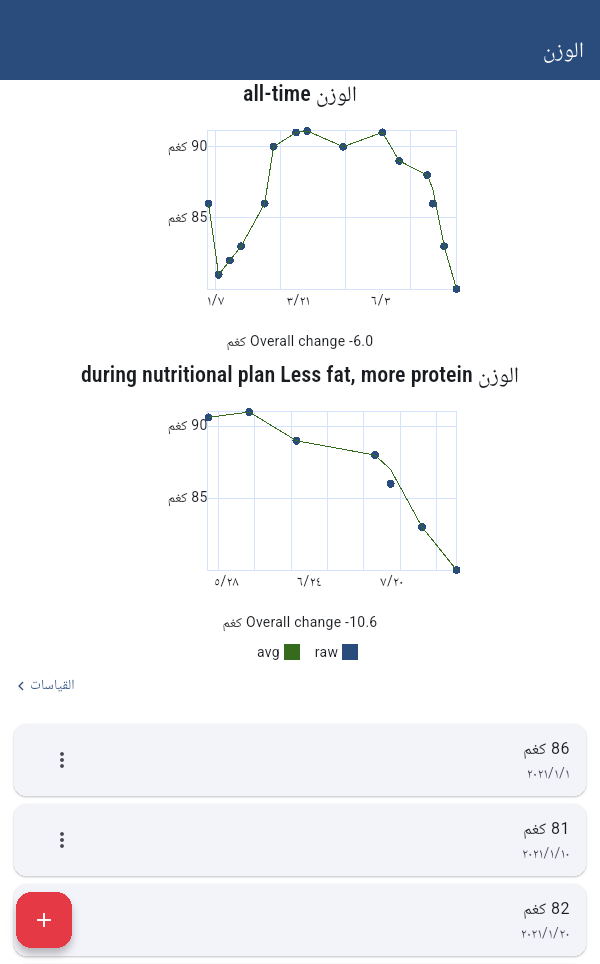 الوزن
الوزن all-time
90 كغم
85 كغم
١/٧
٣/٢١
٦/٣
Overall change -6.0 كغم
الوزن during nutritional plan Less fat, more protein
90 كغم
85 كغم
٥/٢٨
٦/٢٤
٧/٢٠
Overall change -10.6 كغم
raw avg
القياسات
86 كغم
٢٠٢١/١/١
81 كغم
٢٠٢١/١/١٠
82 كغم
٢٠٢١/١/٢٠